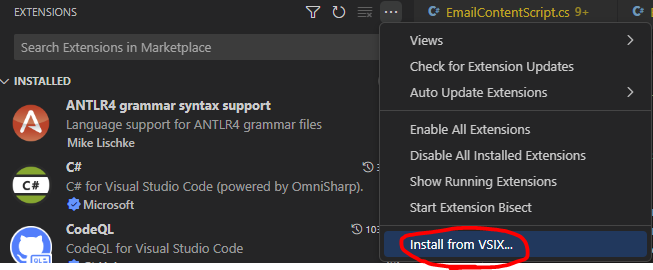 EXTENSIONS
EmailContentScript.cs 9+
Search Extensions in Marketplace
INSTALLED
ANTLR4 grammar syntax support
Language support for ANTLR4 grammar files
Mike Lischke
C#
C# for Visual Studio Code (powered by OmniSharp).
Microsoft
CodeQL
CodeQL for Visual Studio Code
Views
Check for Extension Updates
Auto Update Extensions
Enable All Extensions
Disable All Installed Extensions
Show Running Extensions
Start Extension Bisect
Install from VSIX...